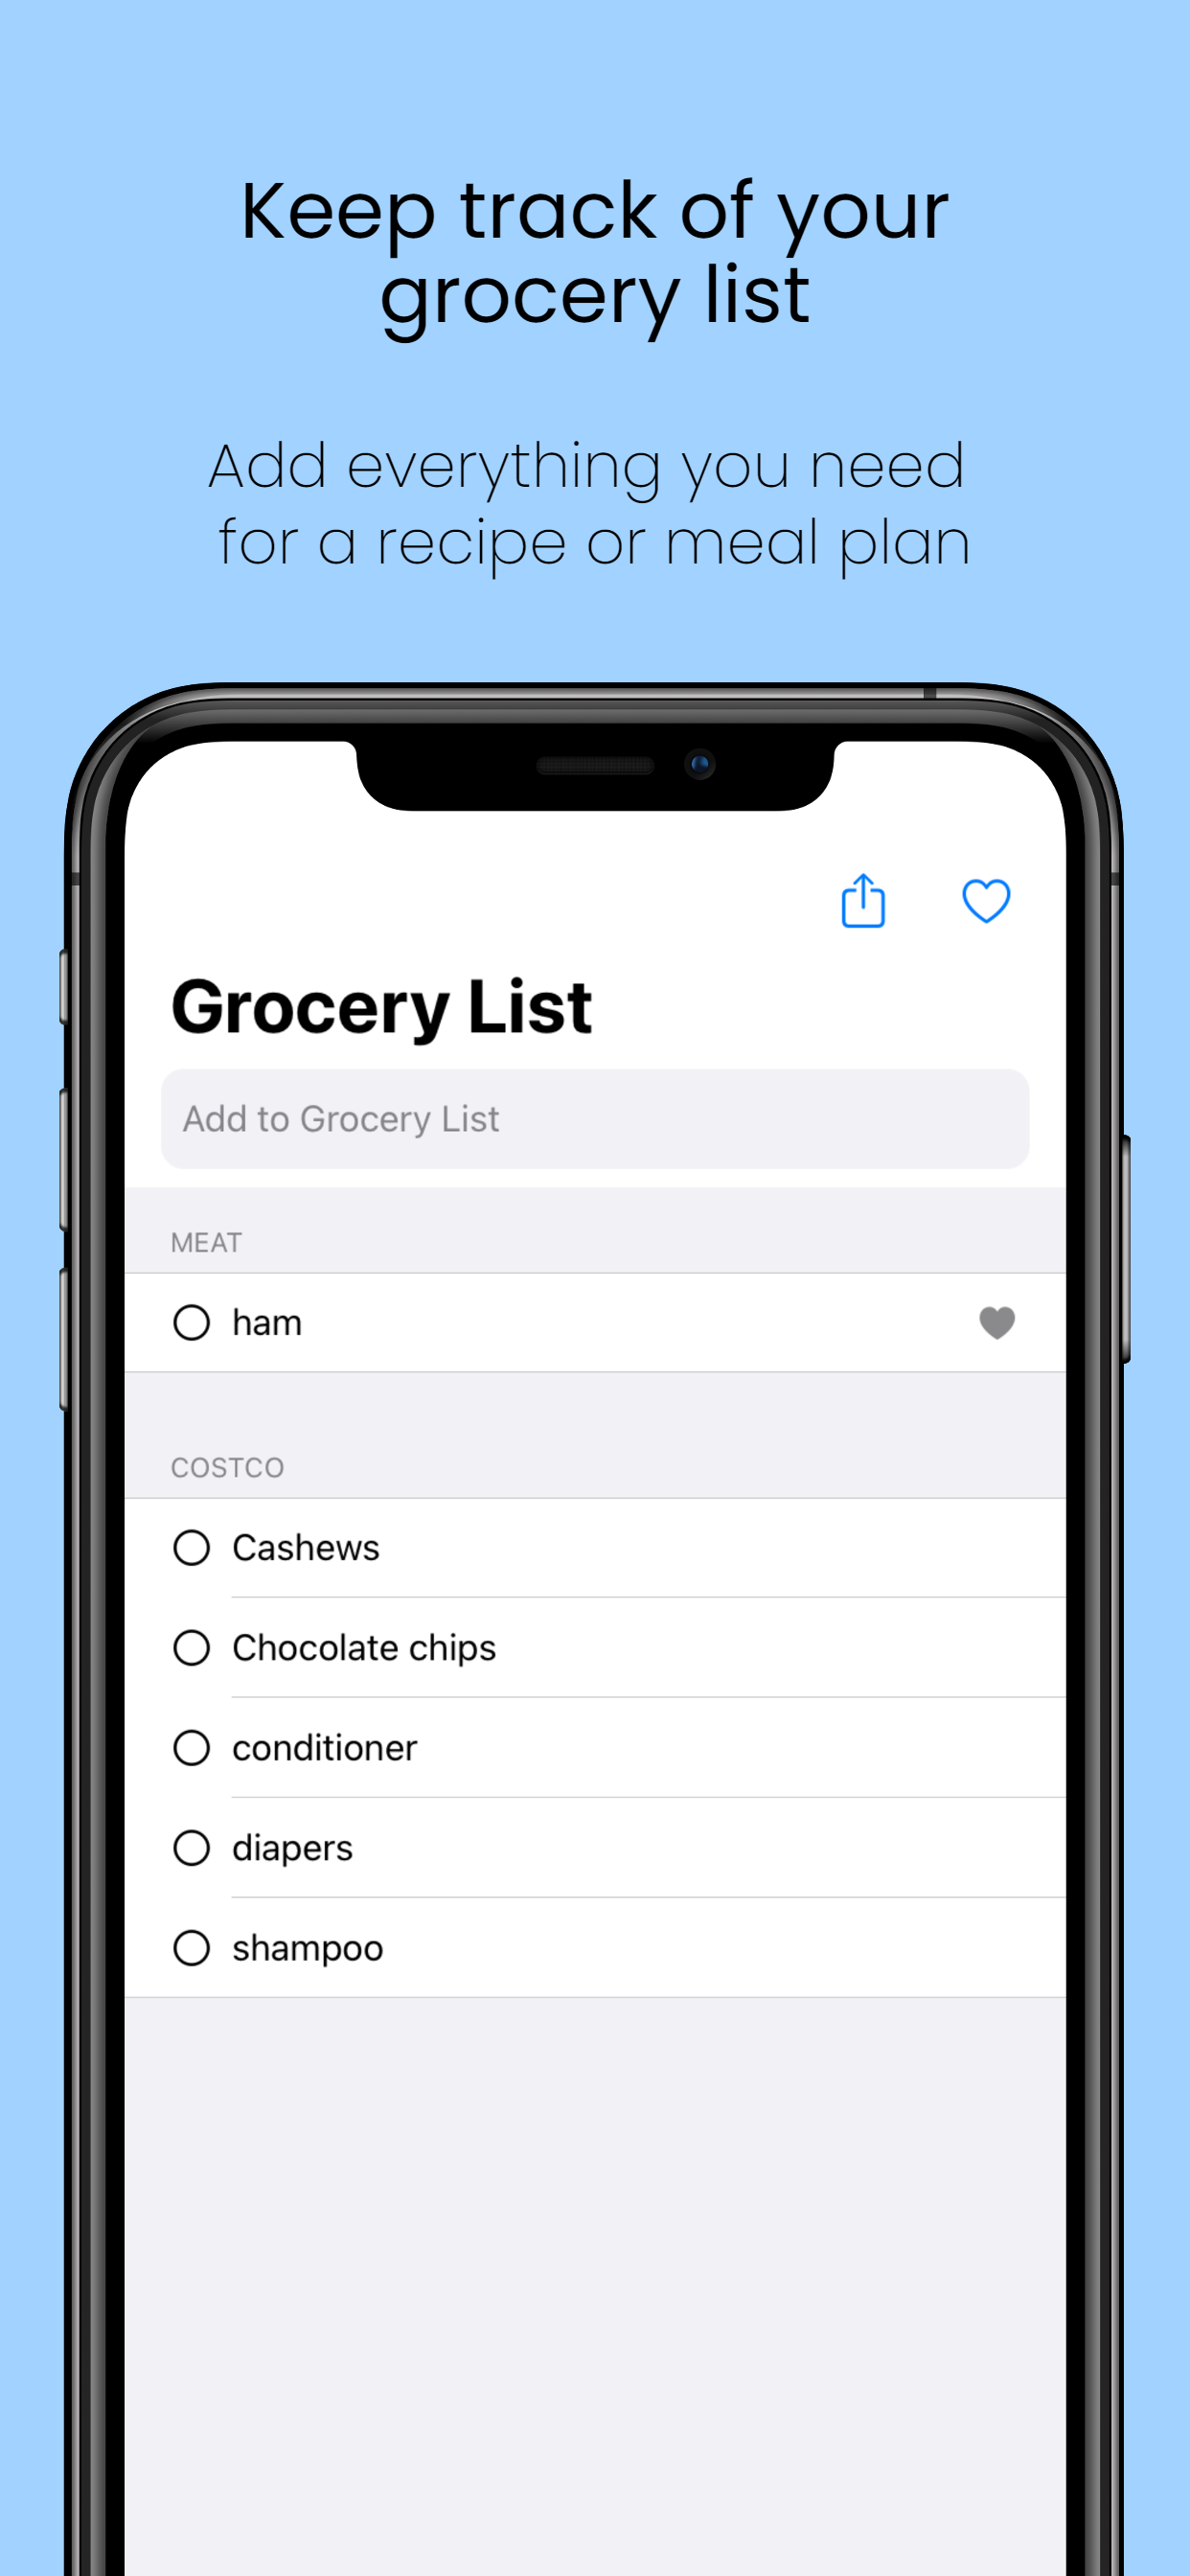 Keep track of your
grocery list
Add everything you need
for a recipe or meal plan
Grocery List
Add to Grocery List
MEAT
ham
COSTCO
Cashews
Chocolate chips
conditioner
diapers
shampoo